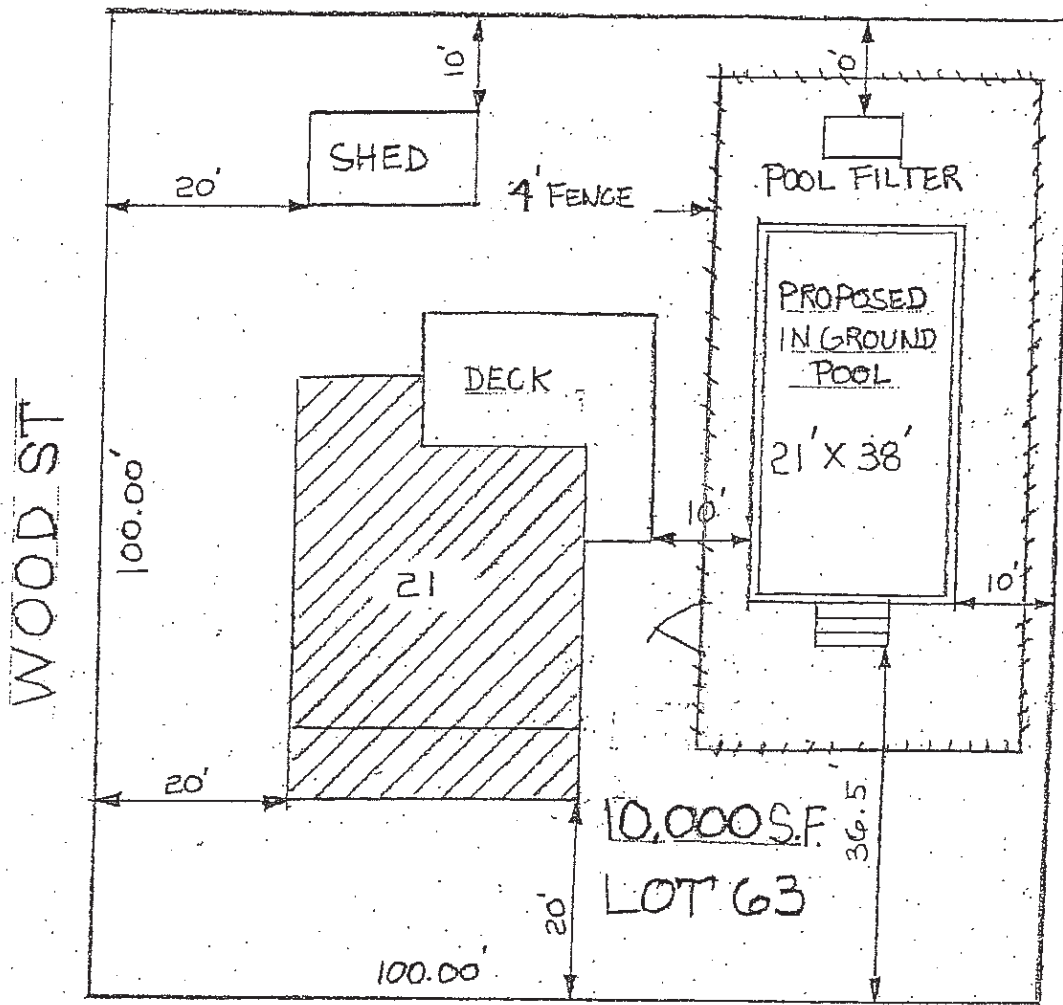 10'
10'
SHED
POOL FILTER
20'
4' FENCE
PROPOSED
IN GROUND
POOL
DECK
21' X 38'
WOOD ST
100.00'
10'
21
10'
20'
10,000 S.F.
36.5'
LOT 63
20'
100.00'